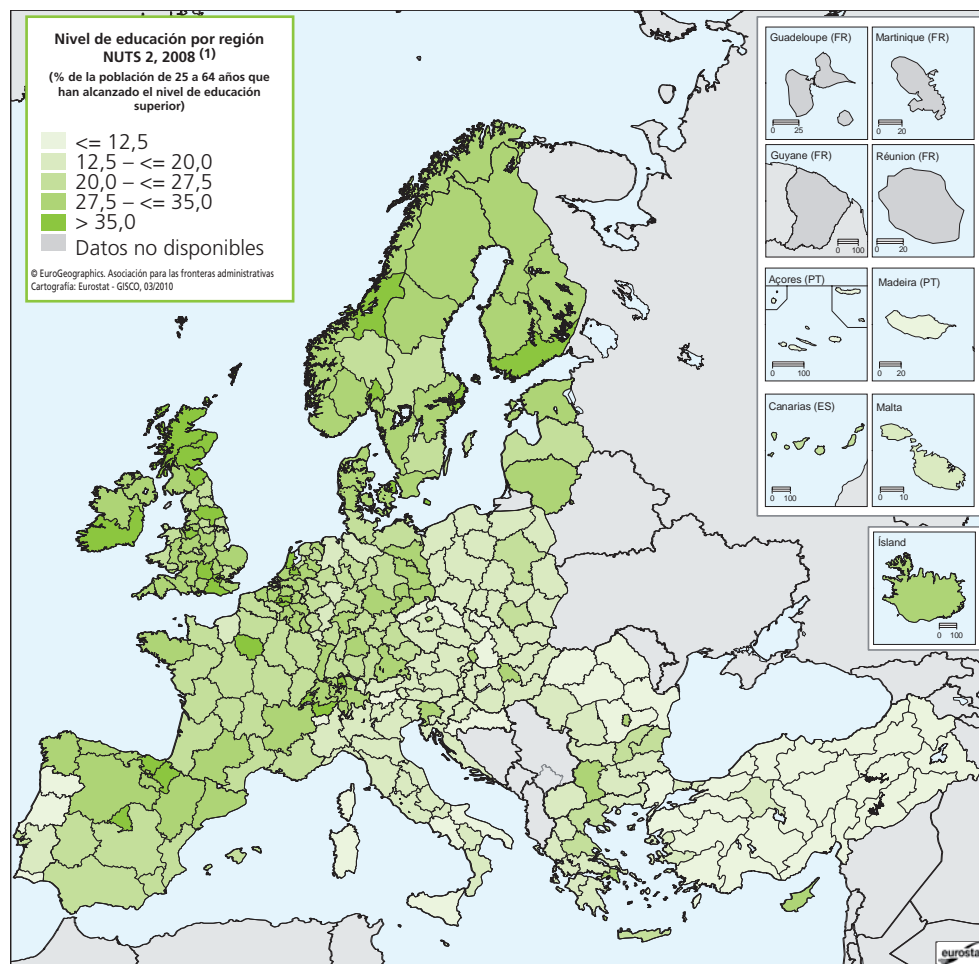 Nivel de educación por región
NUTS 2, 2008 (1)
(% de la población de 25 a 64 años que
han alcanzado el nivel de educación
superior)
<= 12,5
12,5 – <= 20,0
20,0 – <= 27,5
27,5 – <= 35,0
> 35,0
Datos no disponibles
© EuroGeographics. Asociación para las fronteras administrativas
Cartografía: Eurostat - GISCO, 03/2010
Guadeloupe (FR)
0 25
Martinique (FR)
0 20
Guyane (FR)
0 100
Réunion (FR)
0 20
Açores (PT)
0 100
Madeira (PT)
0 20
Canarias (ES)
0 100
Malta
0 10
Ísland
0 100
eurosta